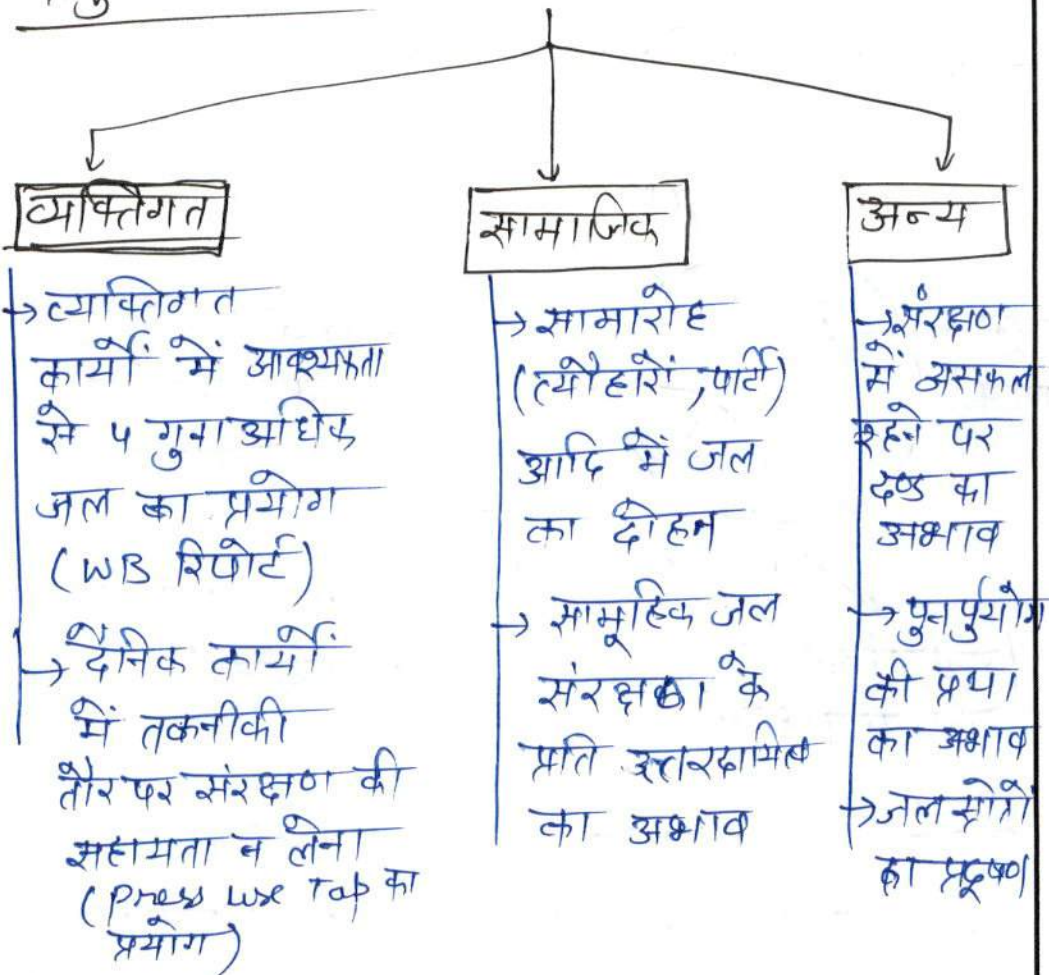 व्यक्तिगत
→ व्यक्तिगत
कार्यों में आवश्यकता
से 4 गुना अधिक
जल का प्रयोग
(WB रिपोर्ट)
→ दैनिक कार्यों
में तकनीकी
तौर पर संरक्षण की
सहायता न लेना
(Press use Tap का
प्रयोग)
सामाजिक
→ सामारोह
(त्यौहारों, पार्टी)
आदि में जल
का दोहन
→ सामूहिक जल
संरक्षण के
प्रति उत्तरदायित्व
का अभाव
अन्य
→ संरक्षण
में असफल
रहने पर
दण्ड का
अभाव
→ पुनर्पुयोग
की प्रथा
का अभाव
→ जल स्रोतों
का प्रदूषण